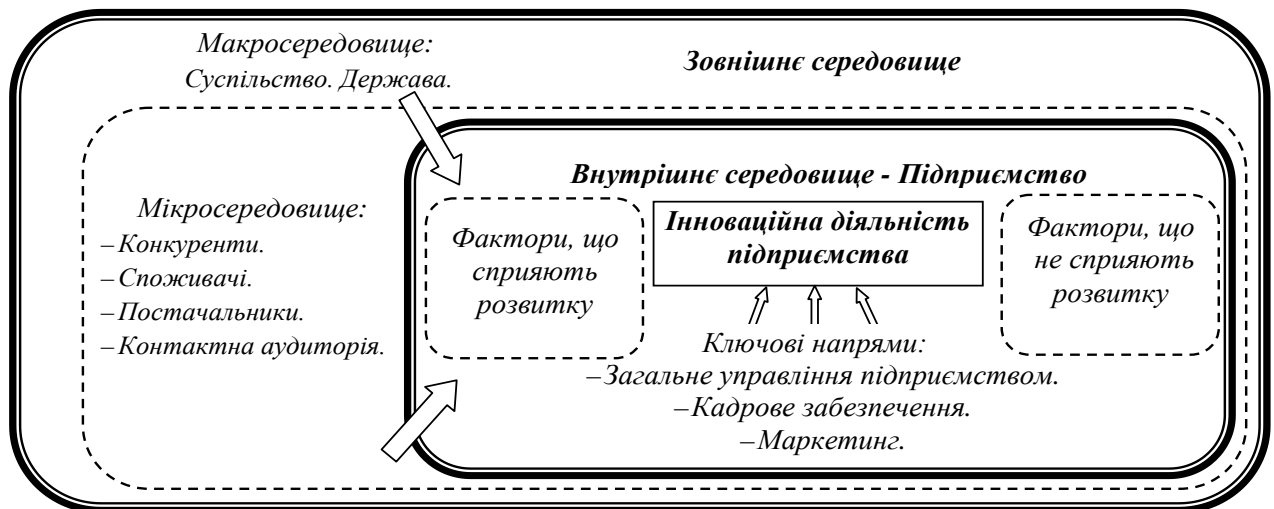 Макросередовище:
Суспільство. Держава.
Зовнішнє середовище
Внутрішнє середовище - Підприємство
Мікросередовище:
–Конкуренти.
–Споживачі.
–Постачальники.
–Контактна аудиторія.
Фактори, що
сприяють
розвитку
Інноваційна діяльність
підприємства
Фактори, що
не сприяють
розвитку
Ключові напрями:
–Загальне управління підприємством.
–Кадрове забезпечення.
–Маркетинг.